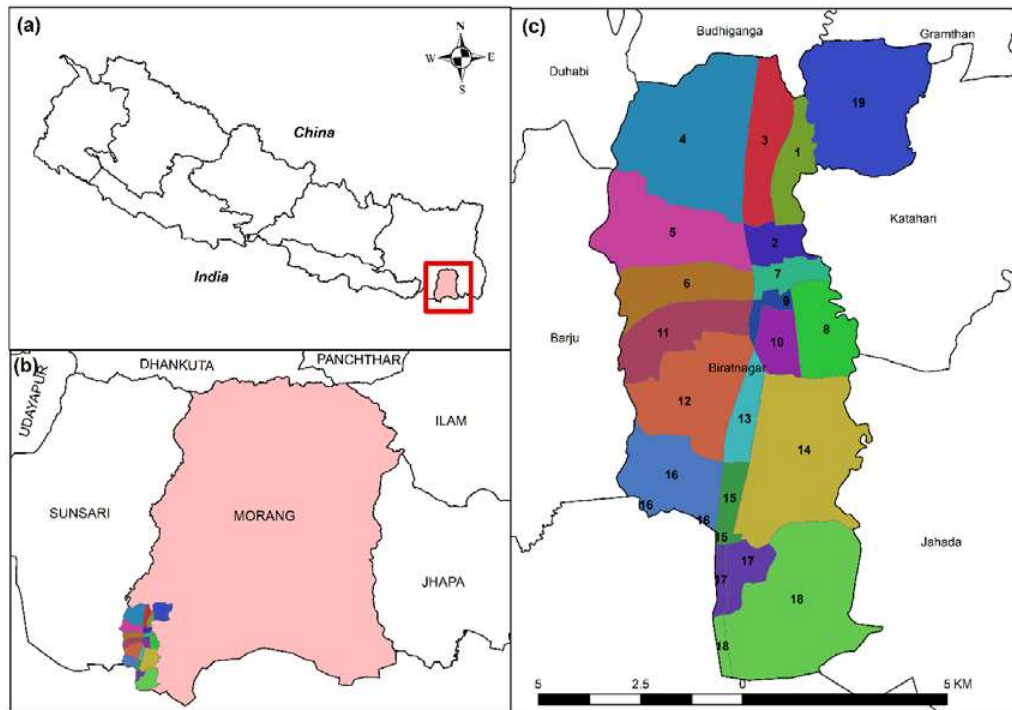 (a)
N
W E
S
China
India
(b)
DHANKUTA
PANCHTHAR
UDAYAPUR
ILAM
SUNSARI
MORANG
JHAPA
(c)
Budhiganga
Gramthan
Duhabi
19
4
3
1
Katahari
5
2
7
6
9
8
11
10
Barju
Biratnagar
12
13
14
16
15
16
16
15
Jahada
17
17
18
18
5 2.5 0 5 KM